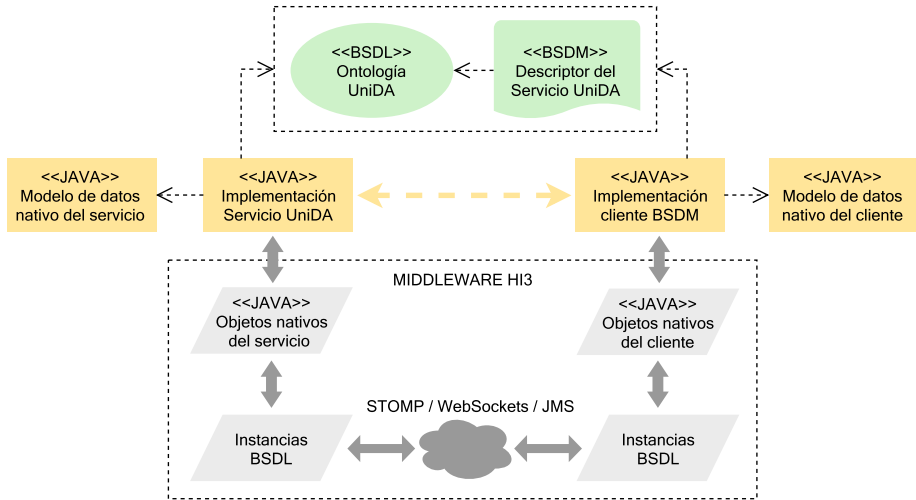 <<BSDL>>
Ontología
UniDA
<<BSDM>>
Descriptor del
Servicio UniDA
<<JAVA>>
Modelo de datos
nativo del servicio
<<JAVA>>
Implementación
Servicio UniDA
<<JAVA>>
Implementación
cliente BSDM
<<JAVA>>
Modelo de datos
nativo del cliente
MIDDLEWARE HI3
<<JAVA>>
Objetos nativos
del servicio
<<JAVA>>
Objetos nativos
del cliente
STOMP / WebSockets / JMS
Instancias
BSDL
Instancias
BSDL